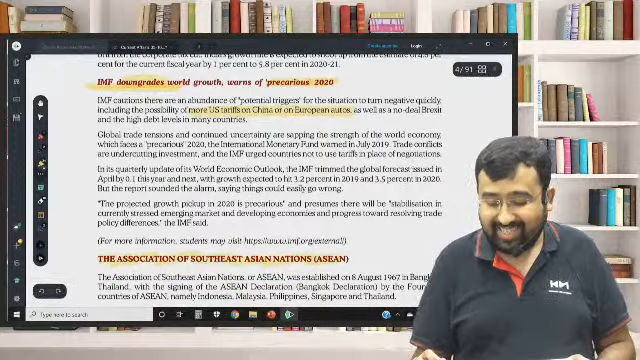 Current Affairs
Login
4/91
for the current fiscal year by 1 per cent to 5.8 per cent in 2020-21.
IMF downgrades world growth, warns of 'precarious 2020
IMF cautions there are an abundance of 'potential triggers' for the situation to turn negative quickly,
including the possibility of more US tariffs on China or on European autos, as well as a no-deal Brexit
and the high debt levels in many countries.
Global trade tensions and continued uncertainty are sapping the strength of the world economy,
which faces a 'precarious' 2020, the International Monetary Fund warned in July 2019. Trade conflicts
are undercutting investment, and the IMF urged countries not to use tariffs in place of negotiations.
In its quarterly update of its World Economic Outlook, the IMF trimmed the global forecast issued in
April by 0.1 this year and next, with growth expected to hit 3.2 percent in 2019 and 3.5 percent in 2020.
But the report sounded the alarm, saying things could easily go wrong.
"The projected growth pickup in 2020 is precarious" and presumes there will be "stabilisation in
currently stressed emerging market and developing economies and progress toward resolving trade
policy differences," the IMF said.
(For more information, students may visit https://www.imf.org/external/)
THE ASSOCIATION OF SOUTHEAST ASIAN NATIONS (ASEAN)
The Association of Southeast Asian Nations, or ASEAN, was established on 8 August 1967 in
Thailand, with the signing of the ASEAN Declaration (Bangkok Declaration) by the
countries of ASEAN, namely Indonesia, Malaysia, Philippines, Singapore and Thailand.
Type here to search